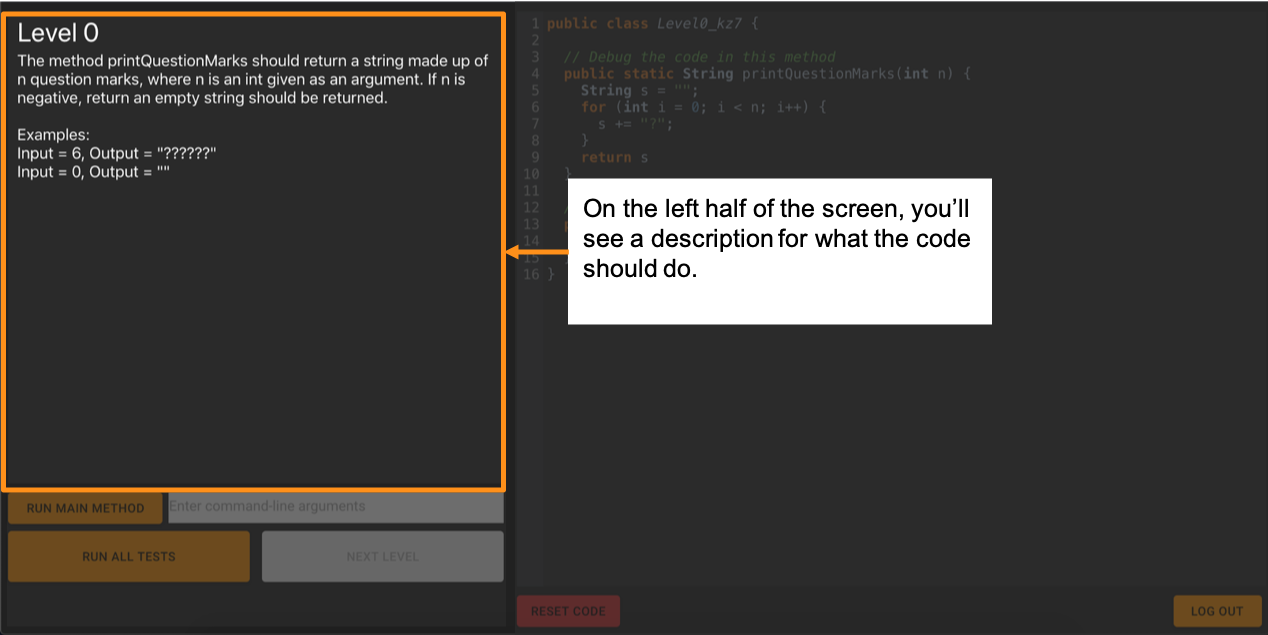 Level 0
The method printQuestionMarks should return a string made up of
n question marks, where n is an int given as an argument. If n is
negative, return an empty string should be returned.
Examples:
Input = 6, Output = "??????"
Input = 0, Output = ""
RUN MAIN METHOD
Enter command-line arguments
RUN ALL TESTS
NEXT LEVEL
1 public class Level0_kz7 {
2
3 // Debug the code in this method
4 public static String printQuestionMarks(int n) {
5 String s = "";
6 for (int i = 0; i < n; i++) {
7 s += "?";
8 }
9 return s
10 }
11
12
13
14
15
16 }
On the left half of the screen, you’ll
see a description for what the code
should do.
RESET CODE
LOG OUT